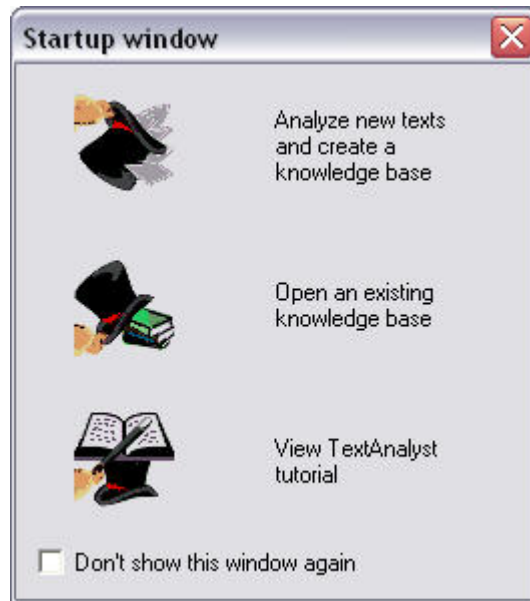 Startup window
Analyze new texts
and create a
knowledge base
Open an existing
knowledge base
View TextAnalyst
tutorial
Don't show this window again